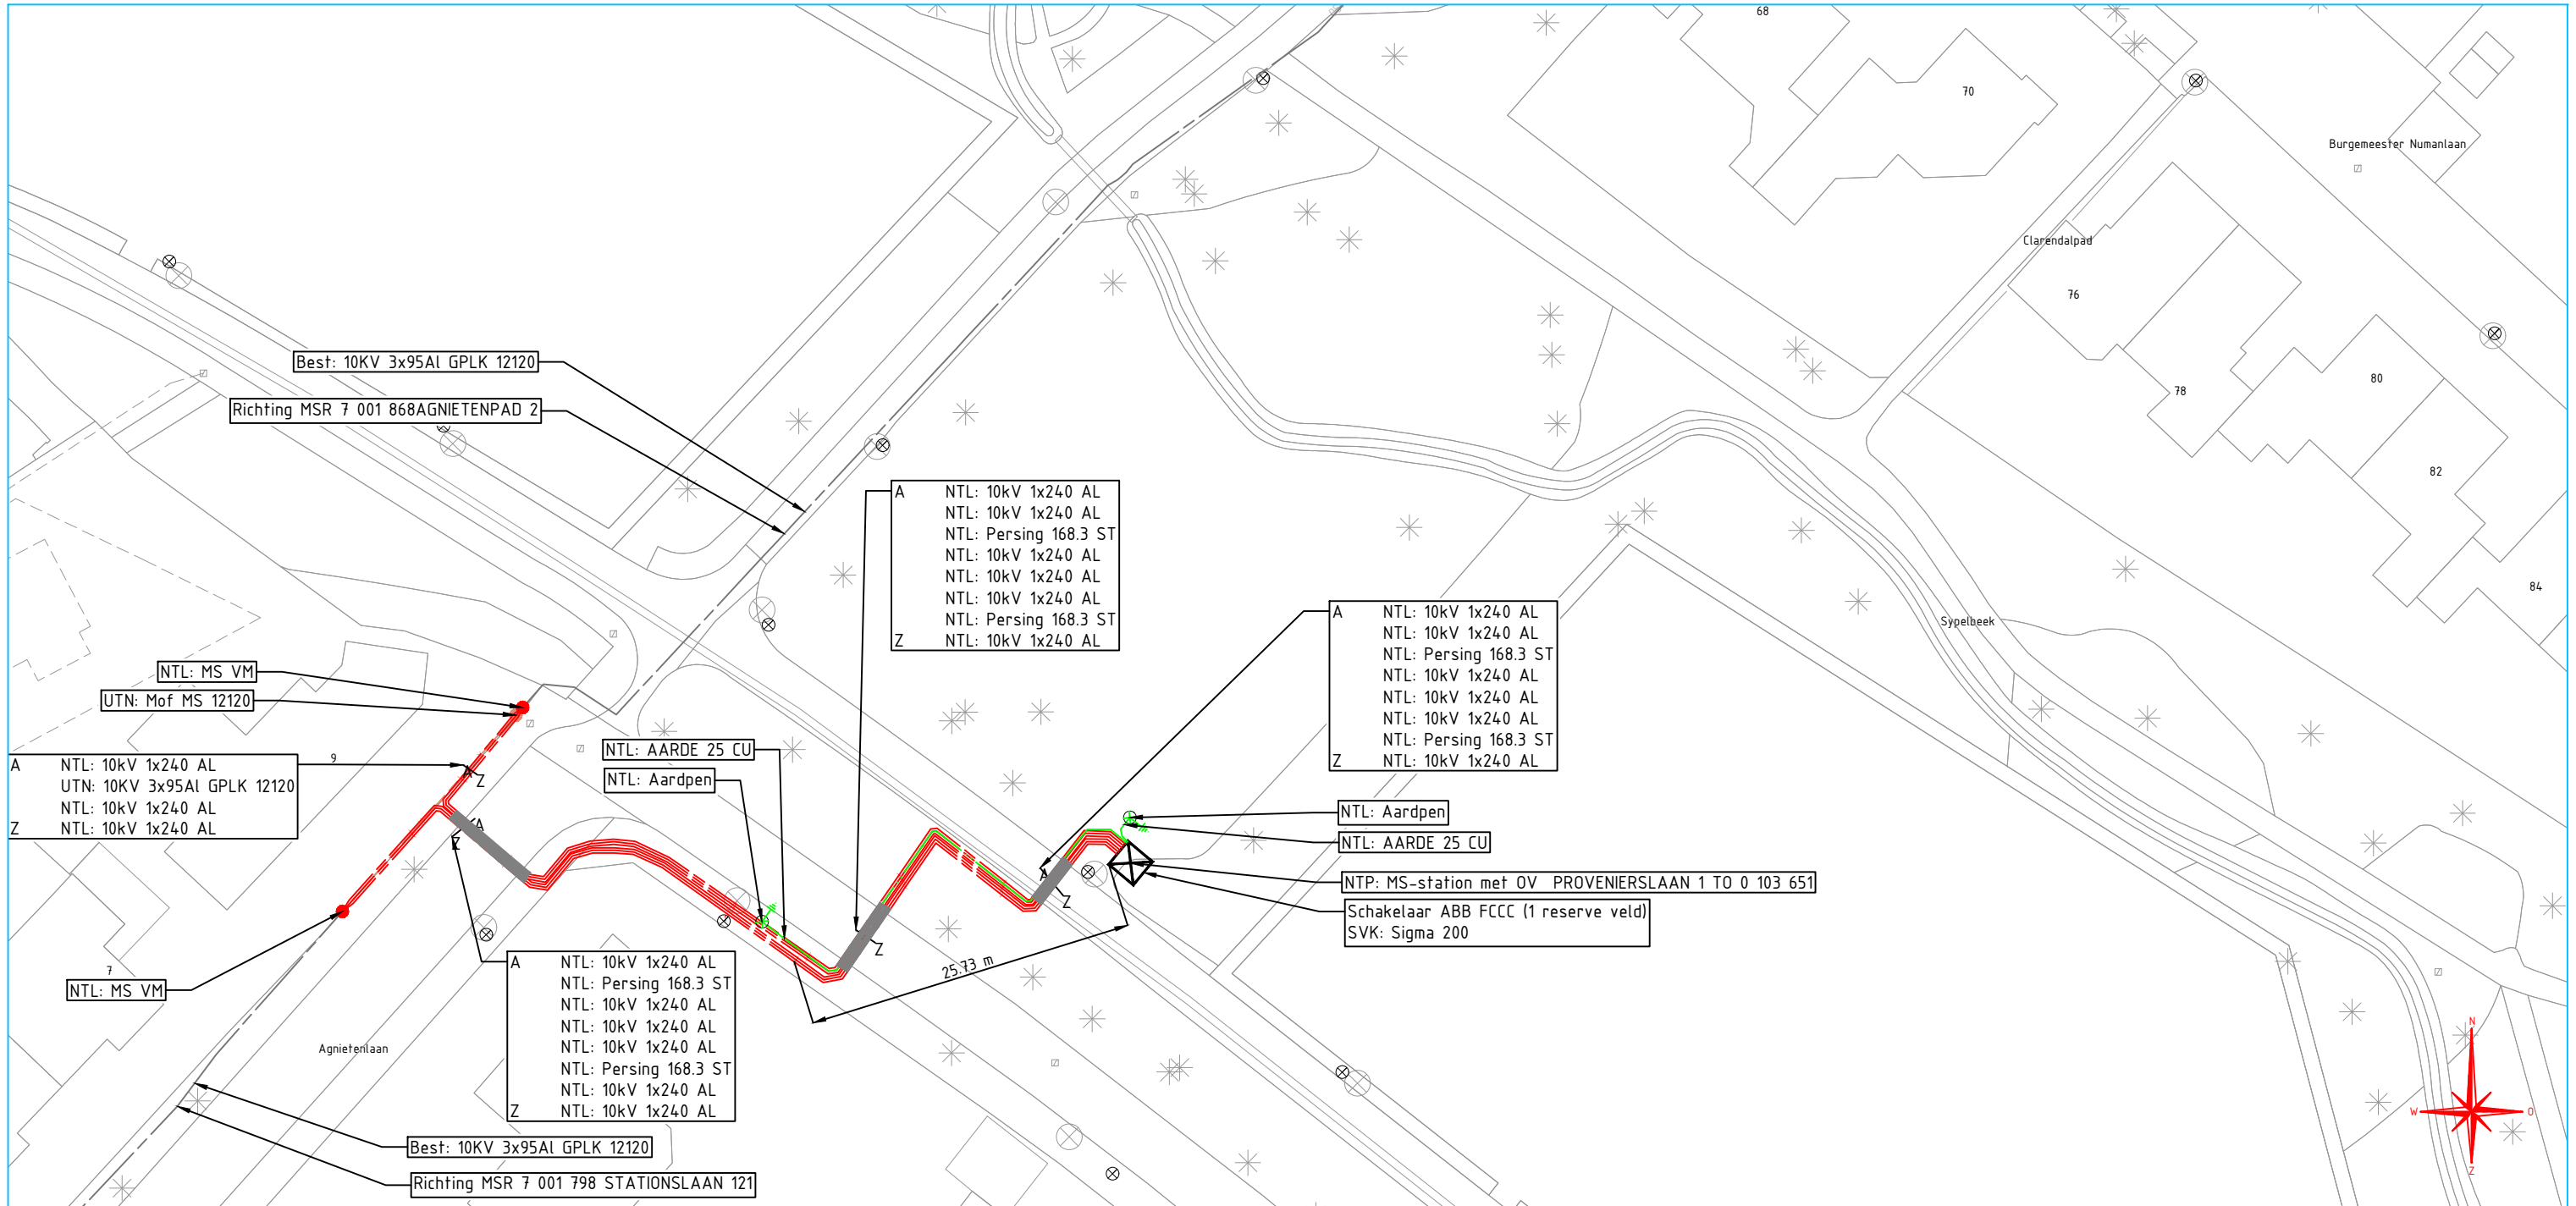 68
70
Burgemeester Numanlaan
Clarendalpad
76
78
80
82
84
Sypelbeek
Best: 10KV 3x95Al GPLK 12120
Richting MSR 7 001 868AGNIETENPAD 2
A NTL: 10kV 1x240 AL
NTL: 10kV 1x240 AL
NTL: Persing 168.3 ST
NTL: 10kV 1x240 AL
NTL: 10kV 1x240 AL
NTL: 10kV 1x240 AL
NTL: Persing 168.3 ST
Z NTL: 10kV 1x240 AL
A NTL: 10kV 1x240 AL
NTL: 10kV 1x240 AL
NTL: Persing 168.3 ST
NTL: 10kV 1x240 AL
NTL: 10kV 1x240 AL
NTL: 10kV 1x240 AL
NTL: Persing 168.3 ST
Z NTL: 10kV 1x240 AL
NTL: MS VM
UTN: Mof MS 12120
A NTL: 10kV 1x240 AL
UTN: 10KV 3x95Al GPLK 12120
NTL: 10kV 1x240 AL
Z NTL: 10kV 1x240 AL
9
A
Z
A
Z
NTL: AARDE 25 CU
NTL: Aardpen
NTL: Aardpen
NTL: AARDE 25 CU
NTP: MS-station met OV PROVENIERSLAAN 1 TO 0 103 651
Schakelaar ABB FCCC (1 reserve veld)
SVK: Sigma 200
A
Z
Z
25.73 m
7
NTL: MS VM
A NTL: 10kV 1x240 AL
NTL: Persing 168.3 ST
NTL: 10kV 1x240 AL
NTL: 10kV 1x240 AL
NTL: 10kV 1x240 AL
NTL: Persing 168.3 ST
NTL: 10kV 1x240 AL
Z NTL: 10kV 1x240 AL
Agnietenlaan
Best: 10KV 3x95Al GPLK 12120
Richting MSR 7 001 798 STATIONSLAAN 121
N
W
O
Z